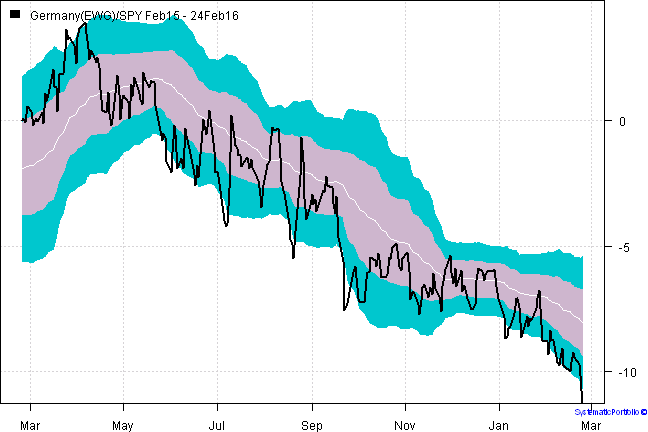 Germany(EWG)/SPY Feb15 - 24Feb16
0
-5
-10
Mar May Jul Sep Nov Jan Mar
SystematicPortfolio ©